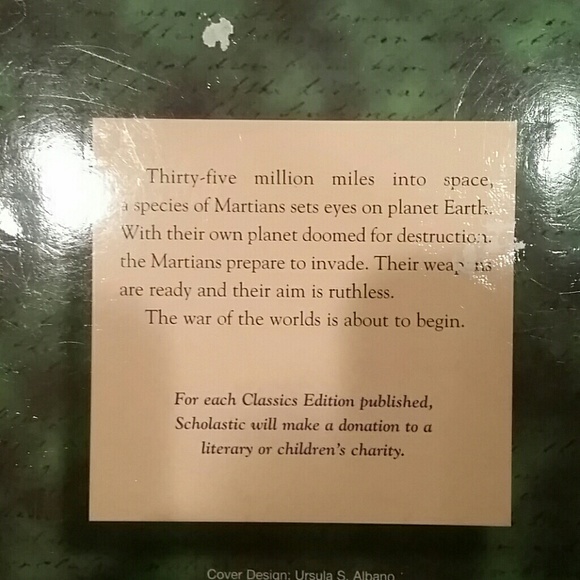 Thirty-five million miles into space,
a species of Martians sets eyes on planet Earth.
With their own planet doomed for destruction,
the Martians prepare to invade. Their weapons
are ready and their aim is ruthless.
The war of the worlds is about to begin.
For each Classics Edition published,
Scholastic will make a donation to a
literary or children's charity.
Cover Design: Ursula S. Albano